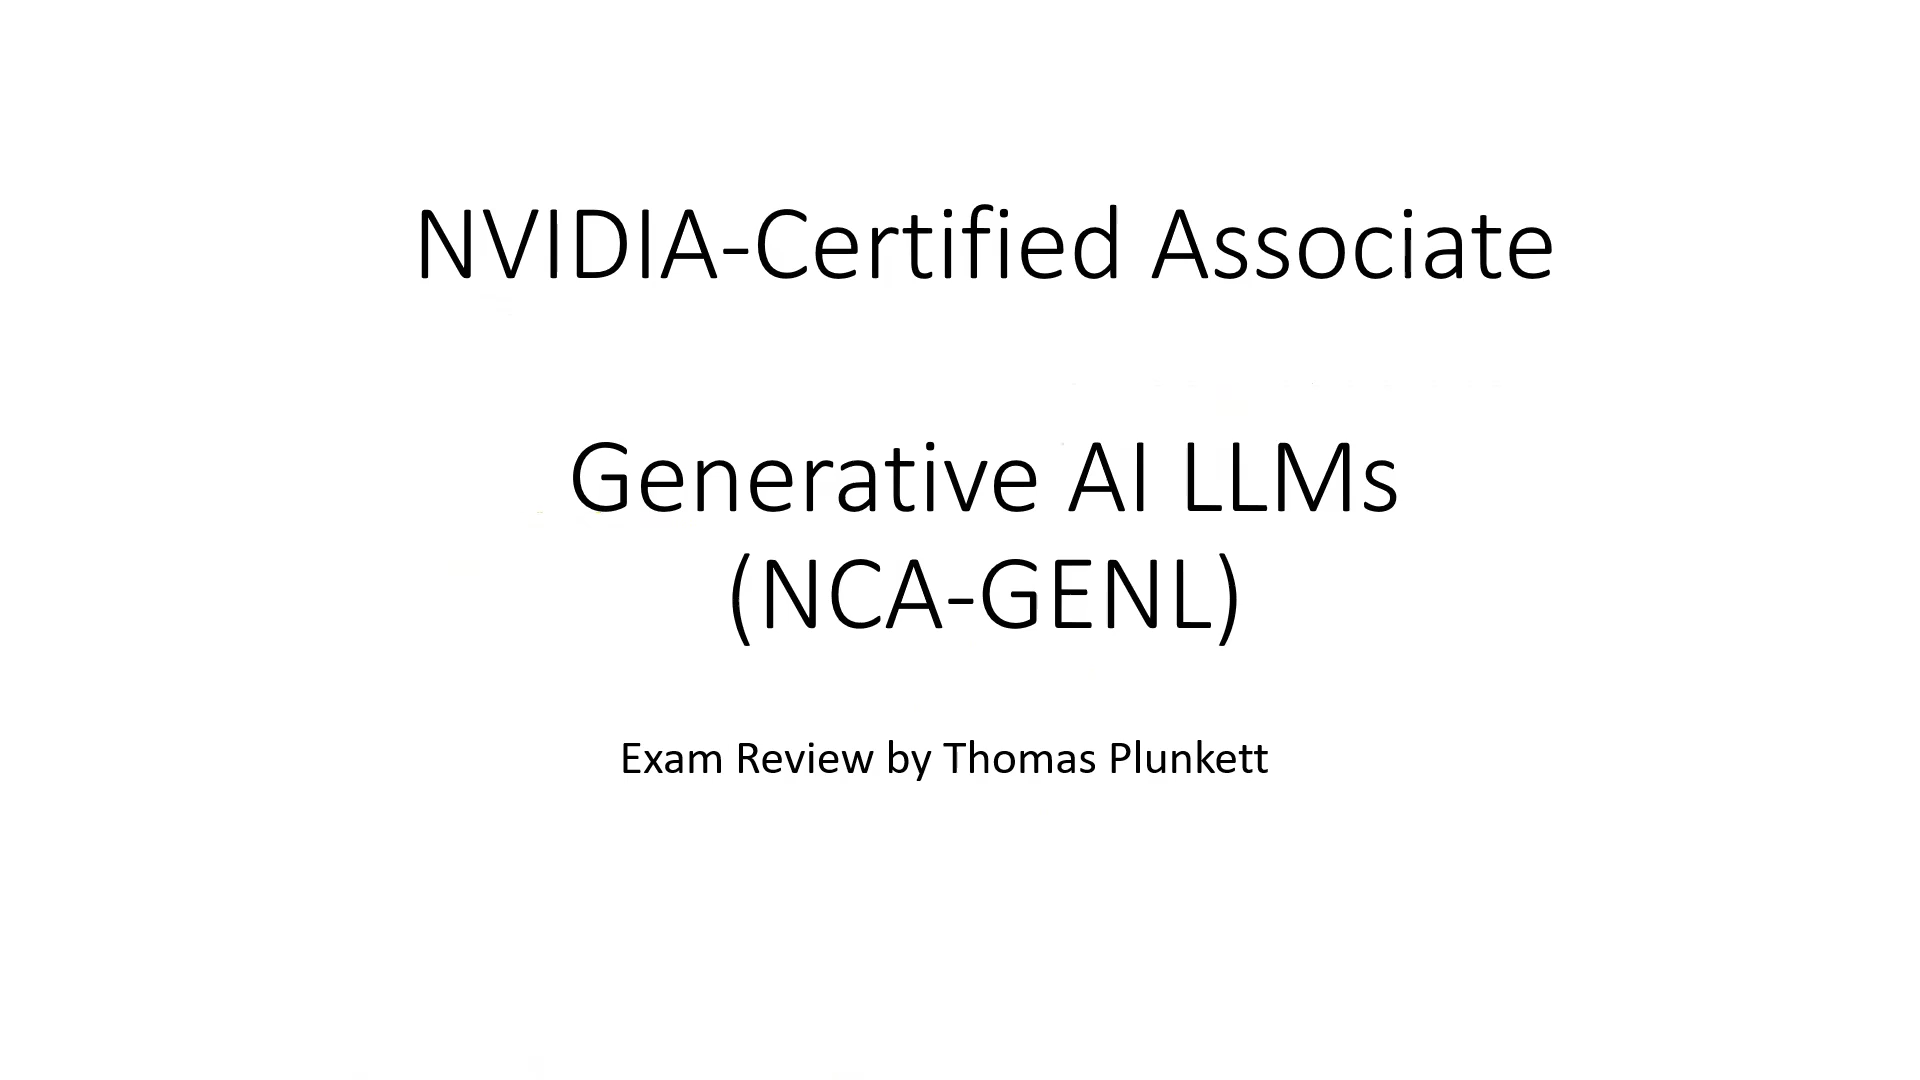 NVIDIA-Certified Associate
Generative AI LLMs
(NCA-GENL)
Exam Review by Thomas Plunkett